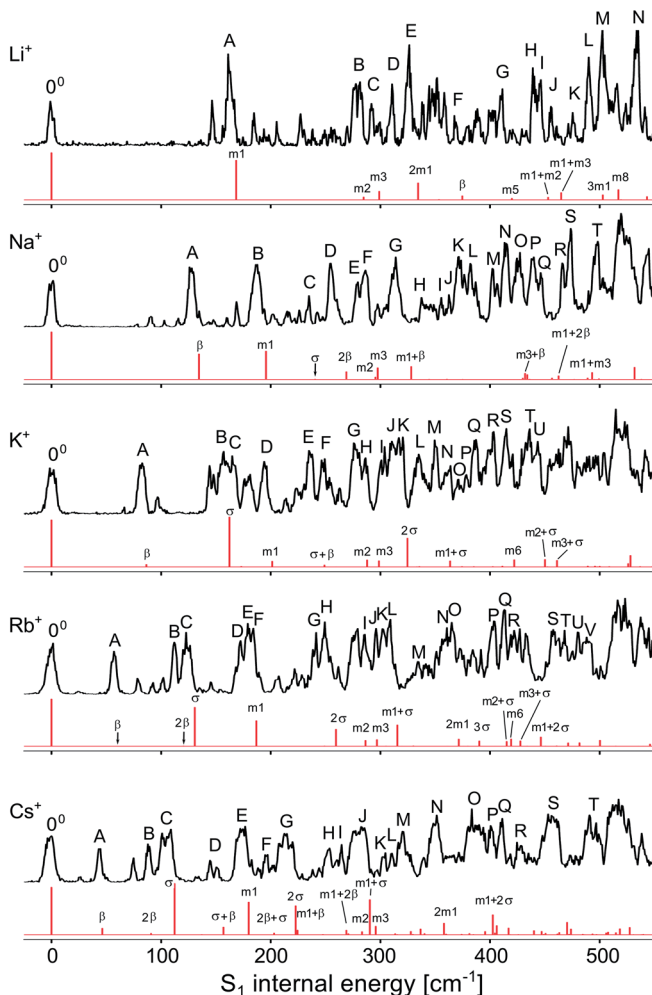 Li⁺
0⁰ A B C D E F G H I J K L M N
m1 m2 m3 2m1 β m5 m1+m2 m1+m3 3m1 m8
Na⁺
0⁰ A B C D E F G H I J K L M N O P Q R S T
β m1 σ 2β m2 m3 m1+β m3+β m1+2β m1+m3
K⁺
0⁰ A B C D E F G H I J K L M N O P Q R S T U
β σ m1 σ+β m2 m3 2σ m1+σ m6 m2+σ m3+σ
Rb⁺
0⁰ A B C D E F G H I J K L M N O P Q R S T U V
β 2β σ m1 2σ m2 m3 m1+σ 2m1 3σ m2+σ m6 m3+σ m1+2σ
Cs⁺
0⁰ A B C D E F G H I J K L M N O P Q R S T
β 2β σ σ+β m1 2β+σ 2σ m1+β m1+2β m2 m1+σ m3 2m1 m1+2σ
0 100 200 300 400 500
S₁ internal energy [cm⁻¹]